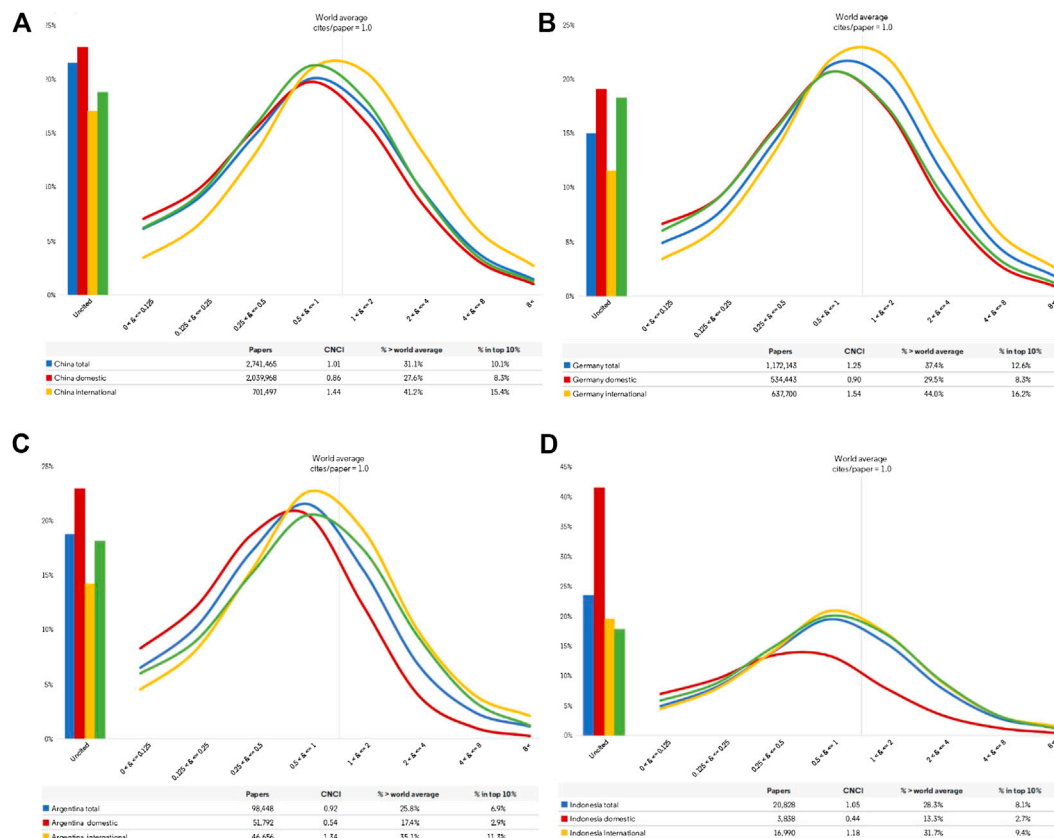 A
World average
cites/paper = 1.0
25%
20%
15%
10%
5%
0%
Uncited
0 < & <= 0.125
0.125 < & <= 0.25
0.25 < & <= 0.5
0.5 < & <= 1
1 < & <= 2
2 < & <= 4
4 < & <= 8
8 <
Papers CNCI % > world average % in top 10%
China total 2,741,465 1.01 31.1% 10.1%
China domestic 2,039,968 0.86 27.6% 8.3%
China international 701,497 1.44 41.2% 15.4%
B
World average
cites/paper = 1.0
25%
20%
15%
10%
5%
0%
Uncited
0 < & <= 0.125
0.125 < & <= 0.25
0.25 < & <= 0.5
0.5 < & <= 1
1 < & <= 2
2 < & <= 4
4 < & <= 8
8 <
Papers CNCI % > world average % in top 10%
Germany total 1,172,143 1.25 37.4% 12.6%
Germany domestic 534,443 0.90 29.5% 8.3%
Germany international 637,700 1.54 44.0% 16.2%
C
World average
cites/paper = 1.0
25%
20%
15%
10%
5%
0%
Uncited
0 < & <= 0.125
0.125 < & <= 0.25
0.25 < & <= 0.5
0.5 < & <= 1
1 < & <= 2
2 < & <= 4
4 < & <= 8
8 <
Papers CNCI % > world average % in top 10%
Argentina total 98,448 0.92 25.8% 6.9%
Argentina domestic 51,792 0.54 17.4% 2.9%
Argentina international 46,656 1.34 35.1% 11.3%
D
World average
cites/paper = 1.0
45%
40%
35%
30%
25%
20%
15%
10%
5%
0%
Uncited
0 < & <= 0.125
0.125 < & <= 0.25
0.25 < & <= 0.5
0.5 < & <= 1
1 < & <= 2
2 < & <= 4
4 < & <= 8
8 <
Papers CNCI % > world average % in top 10%
Indonesia total 20,828 1.05 28.3% 8.1%
Indonesia domestic 3,838 0.44 13.3% 2.7%
Indonesia International 16,990 1.18 31.7% 9.4%